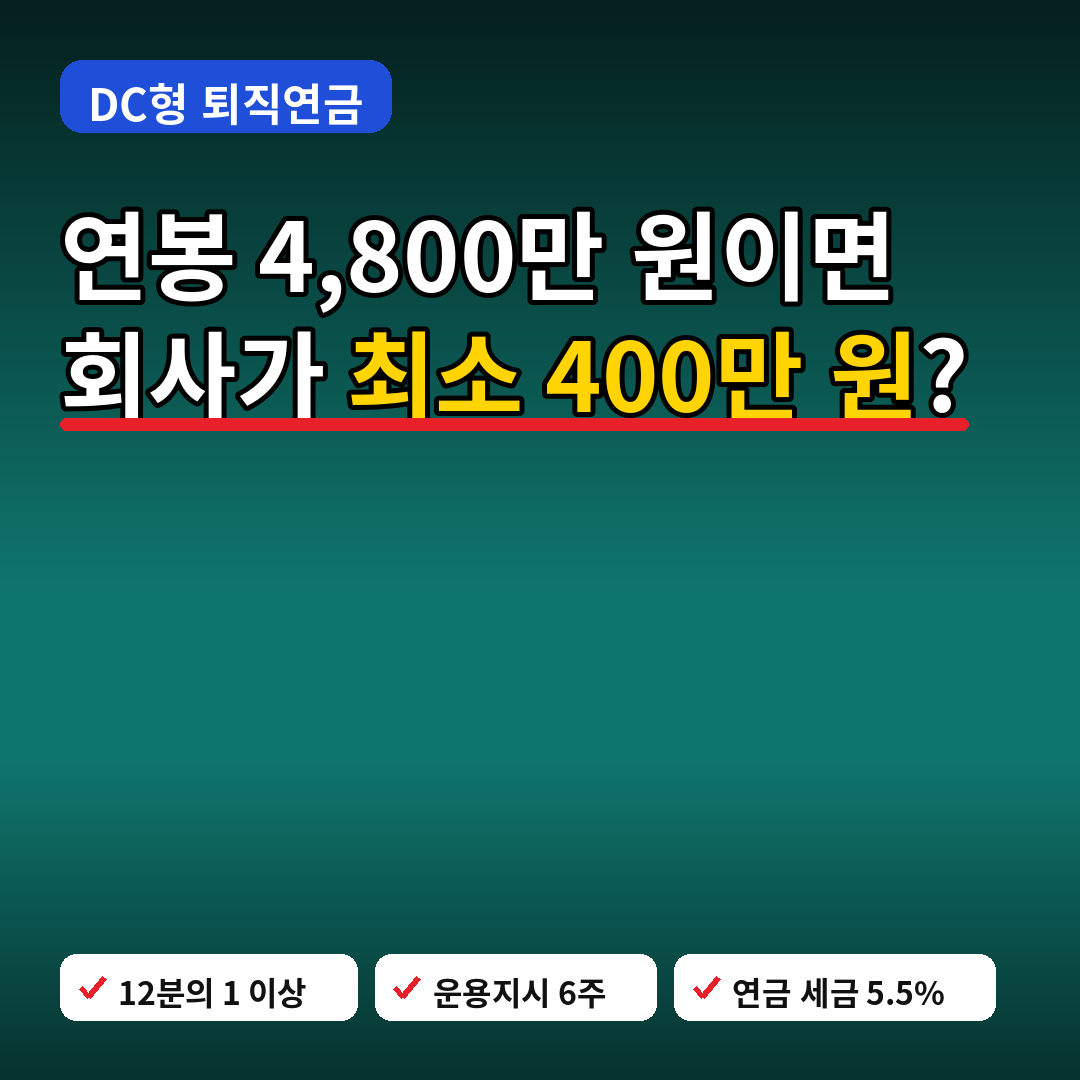 DC형 퇴직연금
연봉 4,800만 원이면
회사가 최소 400만 원?
12분의 1 이상
운용지시 6주
연금 세금 5.5%